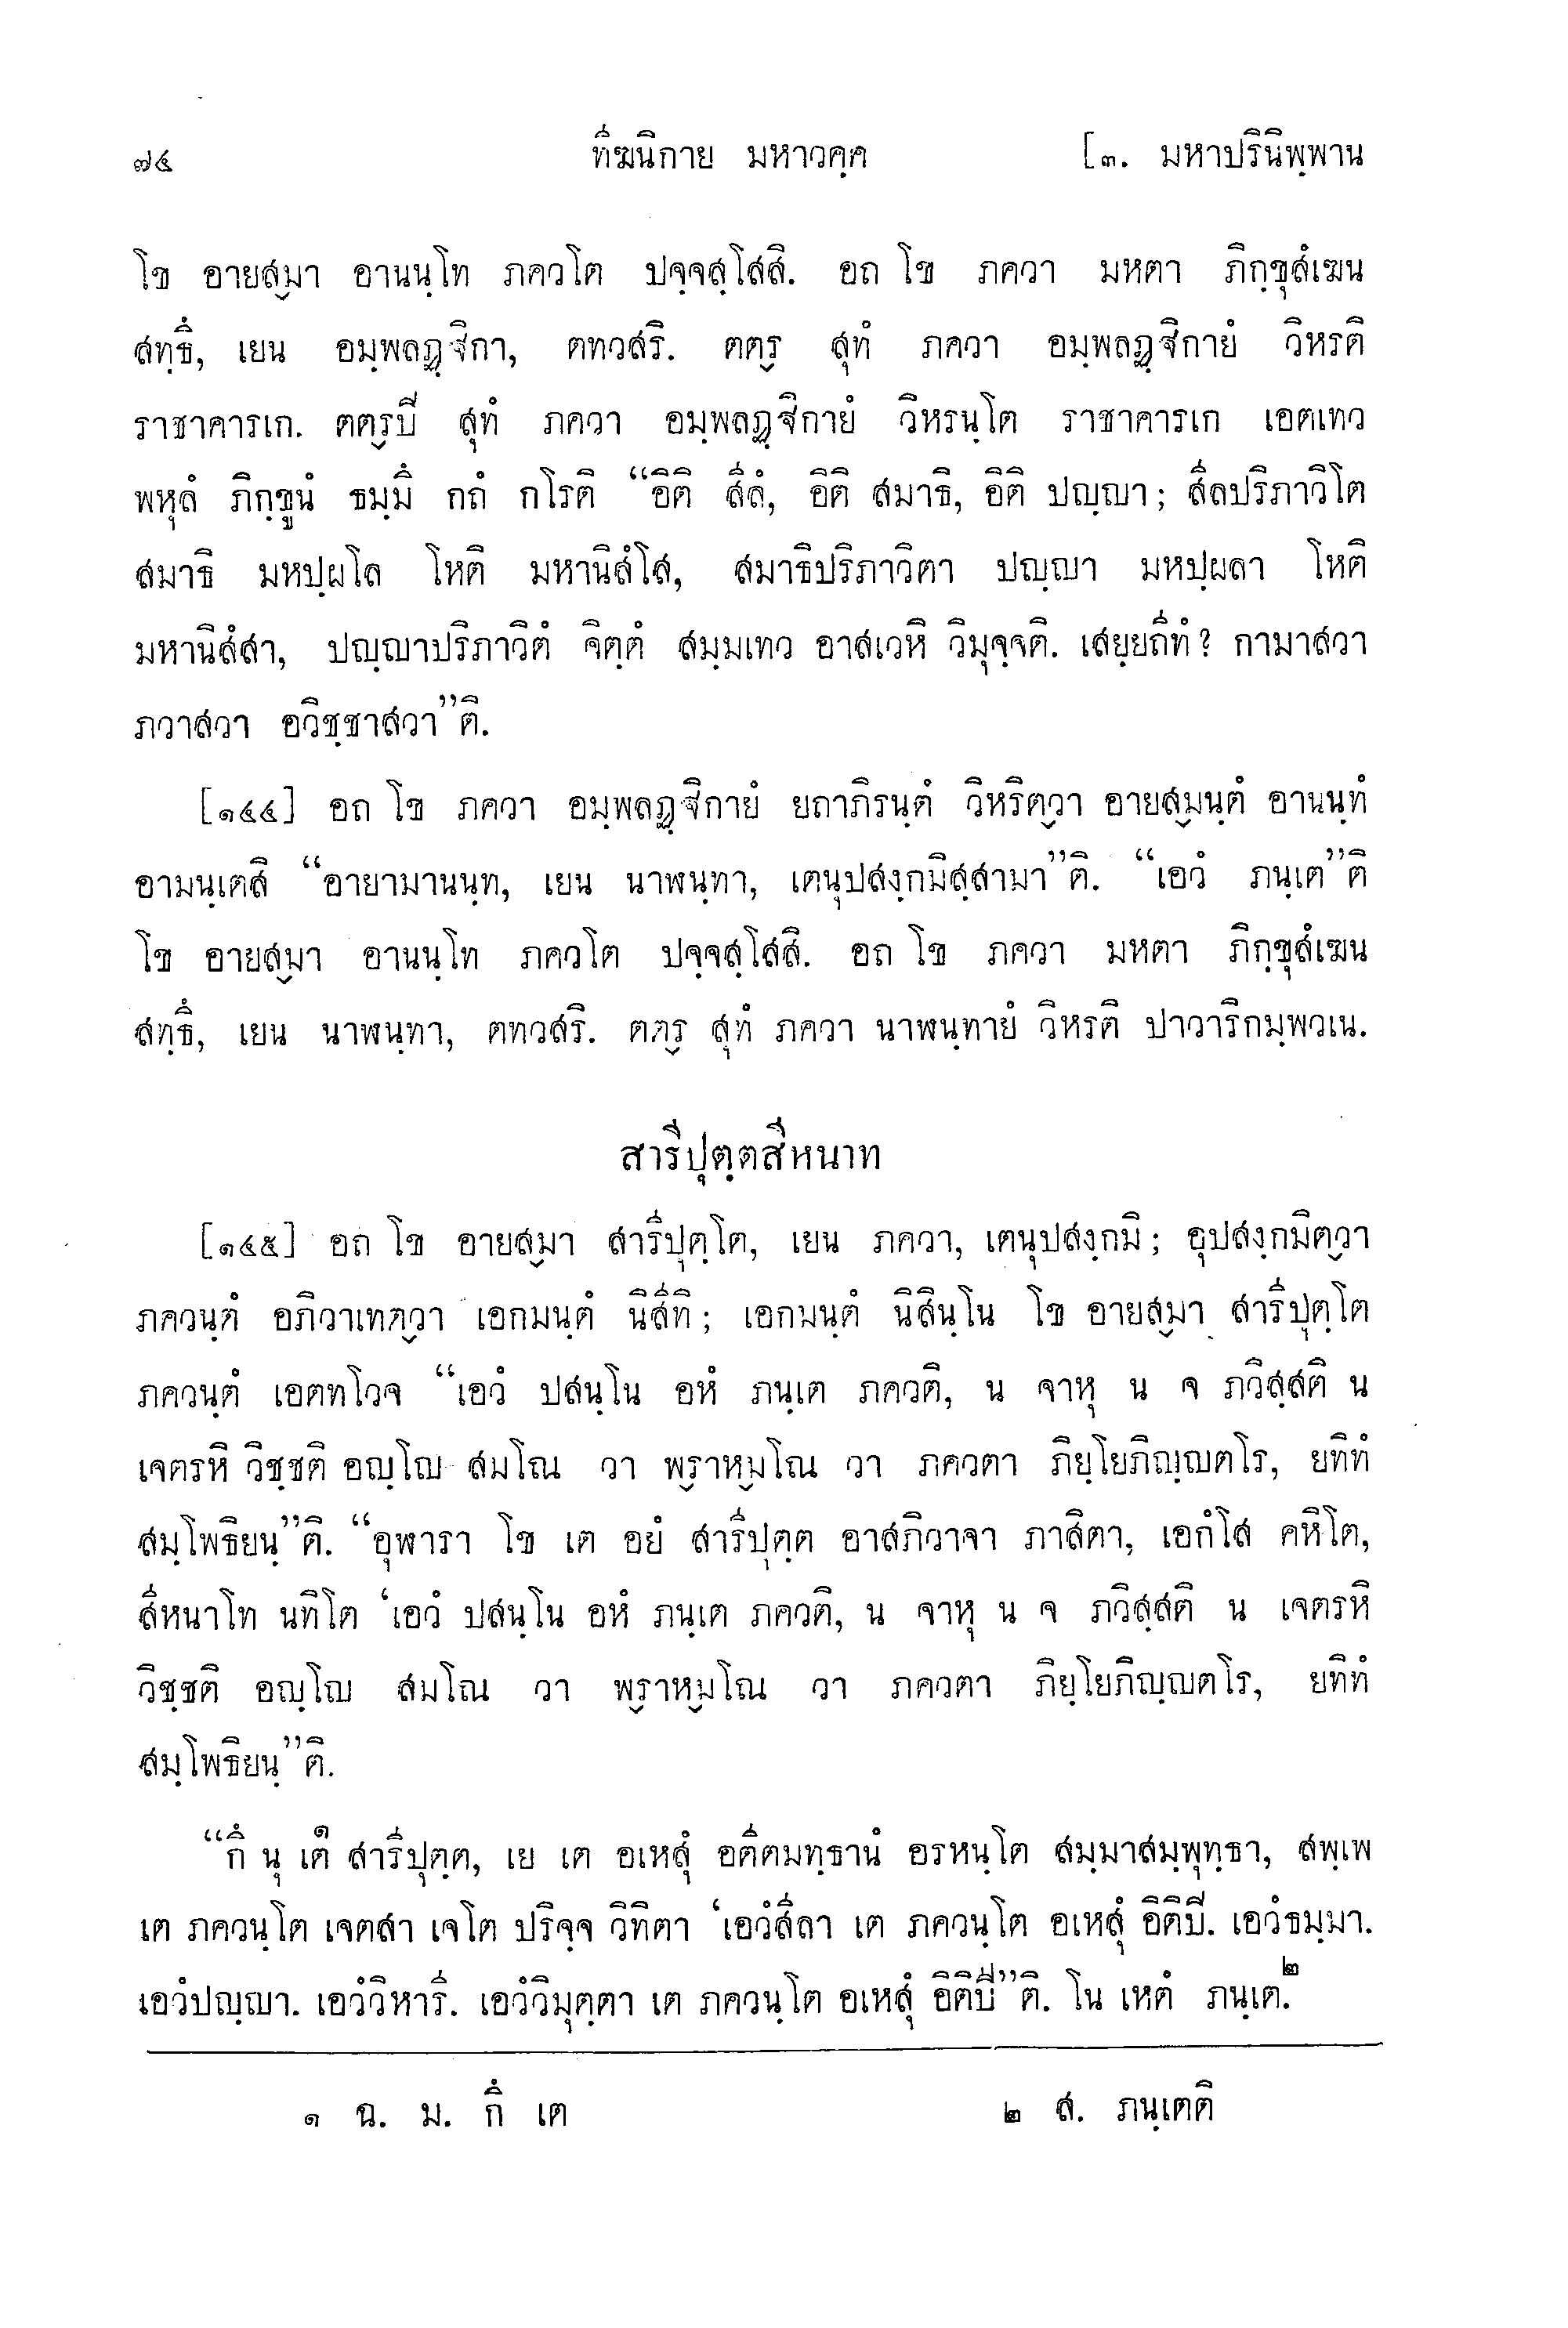 ๗๔ ทีฆนิกาย มหาวคฺค [๓. มหาปรินิพฺพาน
โข อายสฺมา อานนฺโท ภควโต ปจฺจสฺโสสิ. อถ โข ภควา มหตา ภิกฺขุสํเฆน
สทฺธึ, เยน อมฺพลฏฺฐิกา, ตทวสริ. ตตฺร สุทํ ภควา อมฺพลฏฺฐิกายํ วิหรติ
ราชาคารเก. ตตฺรปิ สุทํ ภควา อมฺพลฏฺฐิกายํ วิหรนฺโต ราชาคารเก เอตเทว
พหุลํ ภิกฺขูนํ ธมฺมึ กถํ กโรติ “อิติ สีลํ, อิติ สมาธิ, อิติ ปญฺญา; สีลปริภาวิโต
สมาธิ มหปฺผโล โหติ มหานิสํโส, สมาธิปริภาวิตา ปญฺญา มหปฺผลา โหติ
มหานิสํสา, ปญฺญาปริภาวิตํ จิตฺตํ สมฺมเทว อาสเวหิ วิมุจฺจติ. เสยฺยถีทํ? กามาสวา
ภวาสวา อวิชฺชาสวา”ติ.
[๑๔๔] อถ โข ภควา อมฺพลฏฺฐิกายํ ยถาภิรนฺตํ วิหริตฺวา อายสฺมนฺตํ อานนฺทํ
อามนฺเตสิ “อายามานนฺท, เยน นาฬนฺทา, เตนุปสงฺกมิสฺสามา”ติ. “เอวํ ภนฺเต”ติ
โข อายสฺมา อานนฺโท ภควโต ปจฺจสฺโสสิ. อถ โข ภควา มหตา ภิกฺขุสํเฆน
สทฺธึ, เยน นาฬนฺทา, ตทวสริ. ตตฺร สุทํ ภควา นาฬนฺทายํ วิหรติ ปาวาริกมฺพวเน.
สารีปุตฺตสีหนาท
[๑๔๕] อถ โข อายสฺมา สารีปุตฺโต, เยน ภควา, เตนุปสงฺกมิ; อุปสงฺกมิตฺวา
ภควนฺตํ อภิวาเทตฺวา เอกมนฺตํ นิสีทิ; เอกมนฺตํ นิสินฺโน โข อายสฺมา สารีปุตฺโต
ภควนฺตํ เอตทโวจ “เอวํ ปสนฺโน อหํ ภนฺเต ภควติ, น จาหุ น จ ภวิสฺสติ น
เจตรหิ วิชฺชติ อญฺโญ สมโณ วา พฺราหฺมโณ วา ภควตา ภิยฺโยภิญฺญตโร, ยทิทํ
สมฺโพธิยนฺ”ติ. “อุฬารา โข เต อยํ สารีปุตฺต อาสภิวาจา ภาสิตา, เอกํโส คหิโต,
สีหนาโท นทิโต ‘เอวํ ปสนฺโน อหํ ภนฺเต ภควติ, น จาหุ น จ ภวิสฺสติ น เจตรหิ
วิชฺชติ อญฺโญ สมโณ วา พฺราหฺมโณ วา ภควตา ภิยฺโยภิญฺญตโร, ยทิทํ
สมฺโพธิยนฺ”ติ.
“กึ นุ เต๑ สารีปุตฺต, เย เต อเหสุํ อตีตมทฺธานํ อรหนฺโต สมฺมาสมฺพุทฺธา, สพฺเพ
เต ภควนฺโต เจตสา เจโต ปริจฺจ วิทิตา ‘เอวํสีลา เต ภควนฺโต อเหสุํ อิติปิ. เอวํธมฺมา.
เอวํปญฺญา. เอวํวิหารี. เอวํวิมุตฺตา เต ภควนฺโต อเหสุํ อิติปิ”ติ. โน เหตํ ภนฺเต.๒
๑ ฉ. ม. กึ เต ๒ ส. ภนฺเตติ